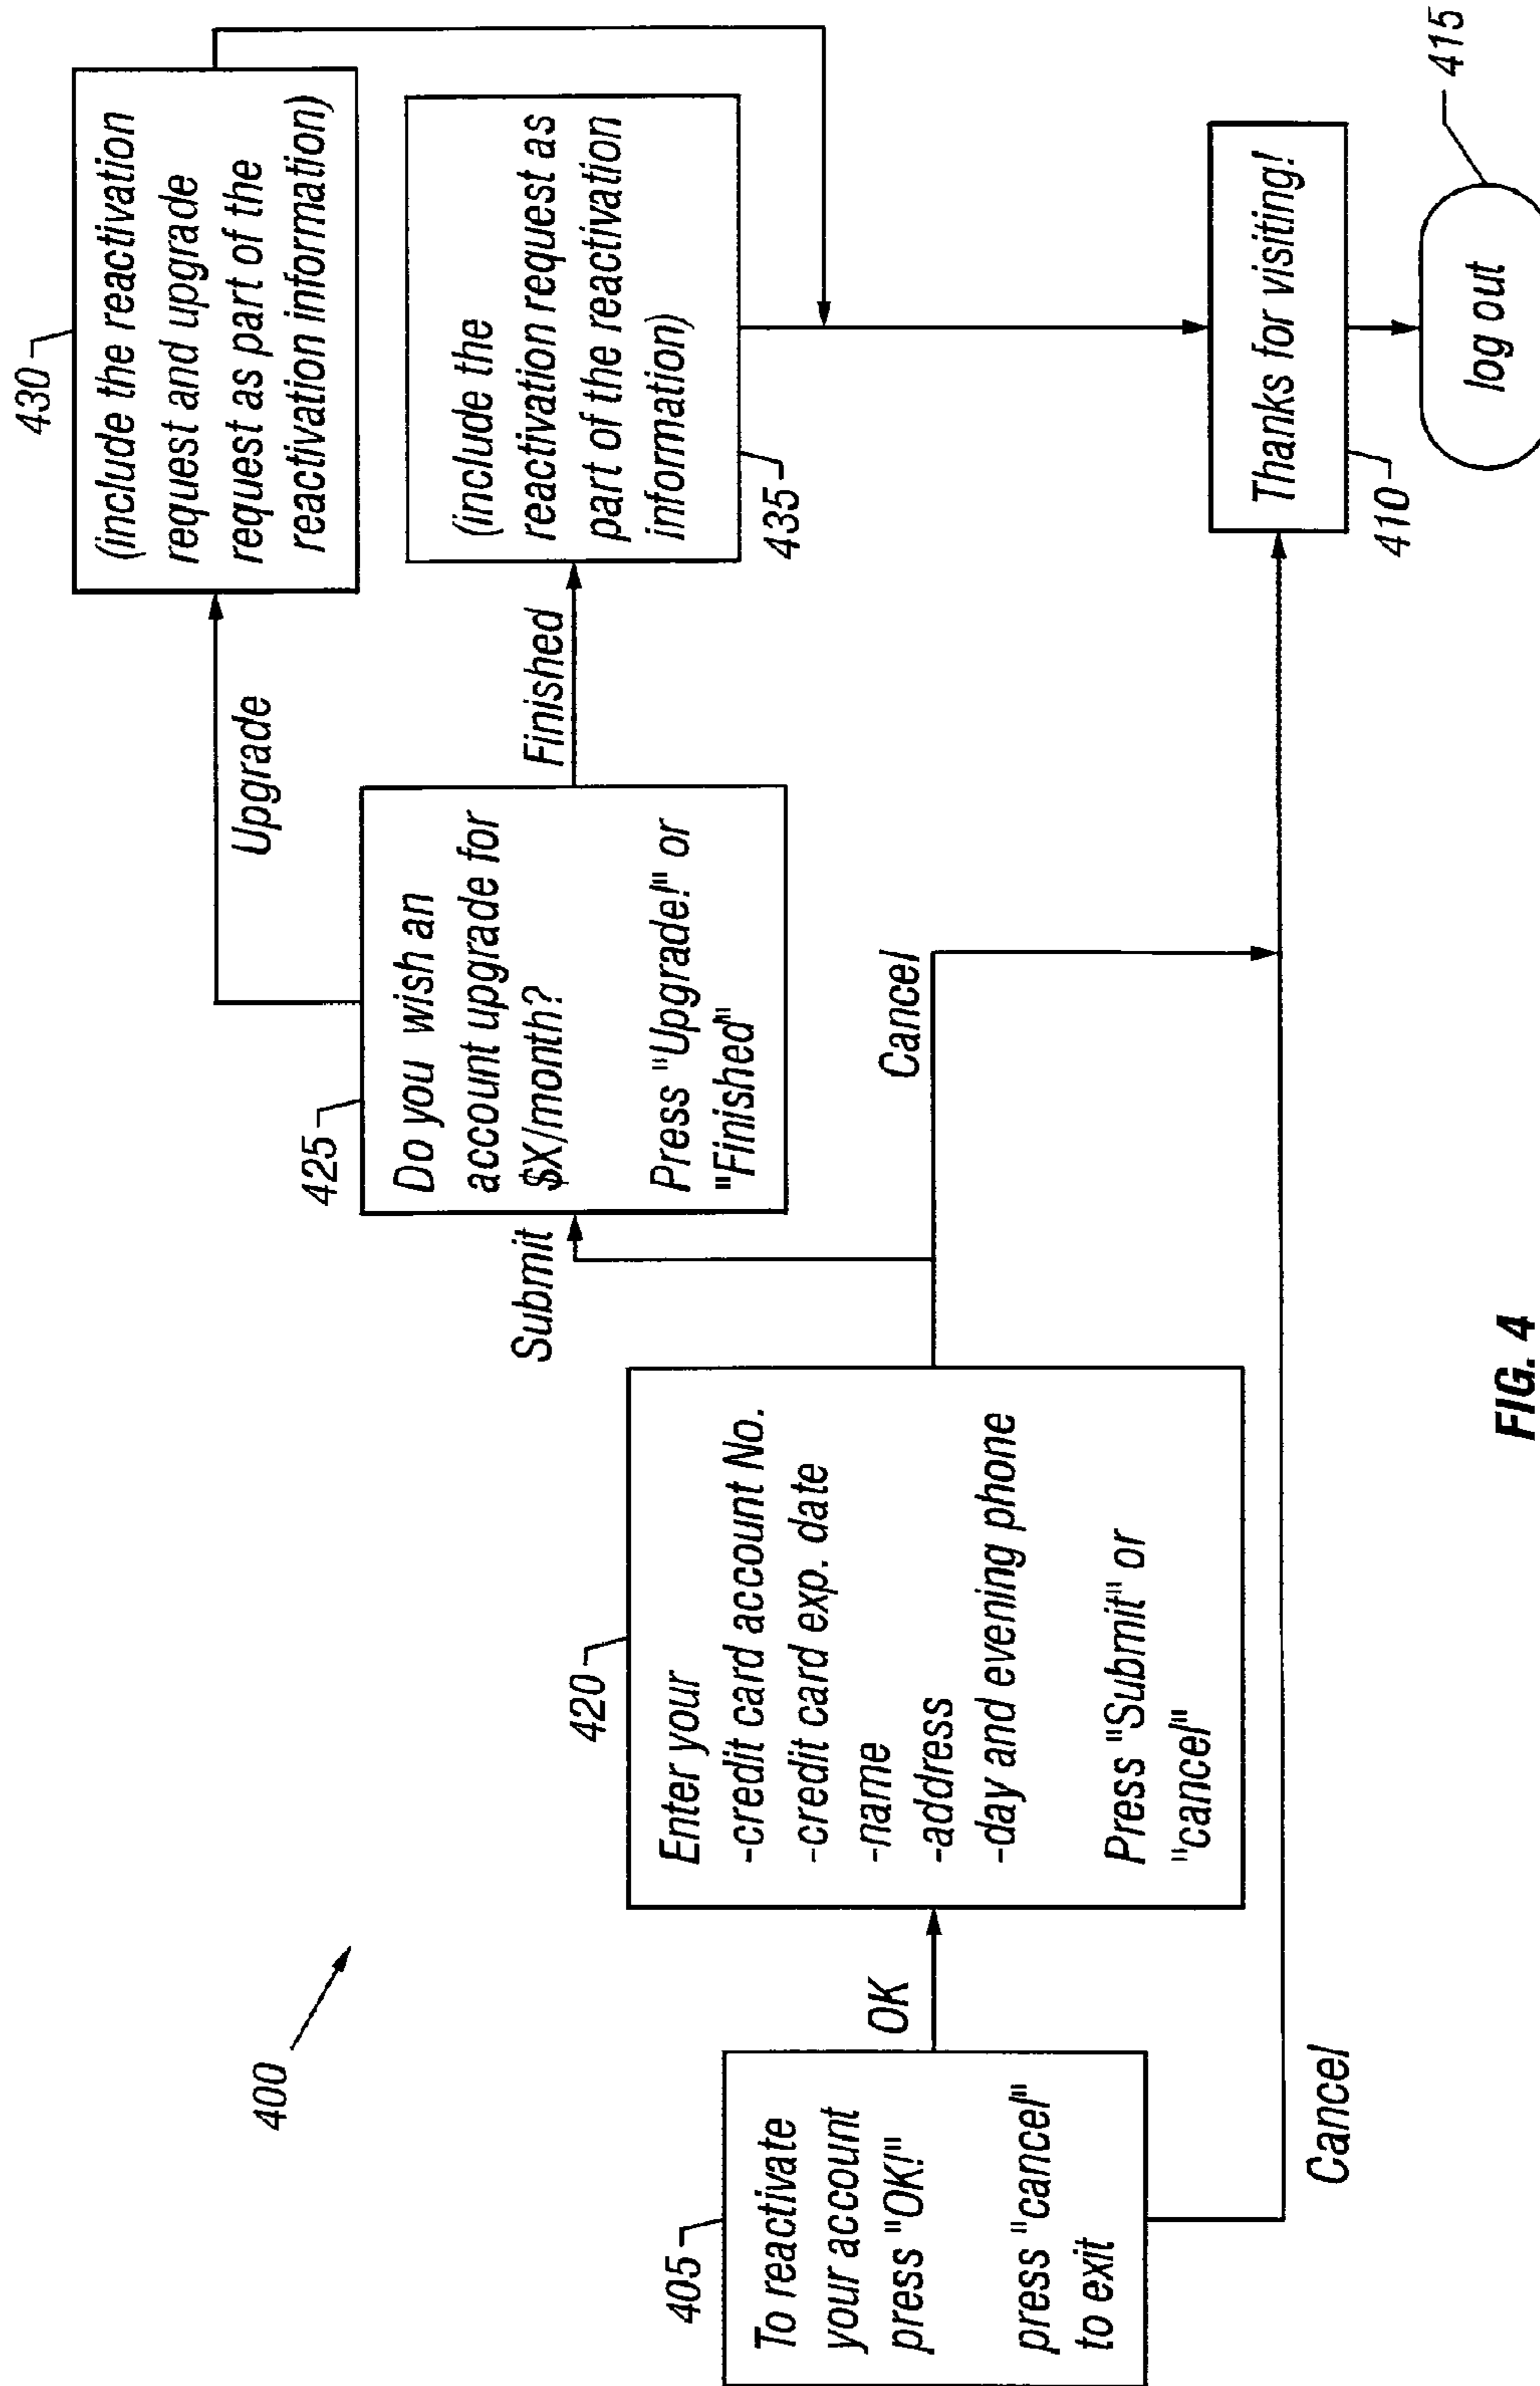 400
405
To reactivate
your account
press "OK!"
press "cancel"
to exit
OK
Cancel
420
Enter your
-credit card account No.
-credit card exp. date
-name
-address
-day and evening phone
Press "Submit" or
"cancel"
Submit
Cancel
425
Do you wish an
account upgrade for
$X/month?
Press "Upgrade!" or
"Finished"
Upgrade
Finished
430
(include the reactivation
request and upgrade
request as part of the
reactivation information)
(include the
reactivation request as
part of the reactivation
information)
435
Thanks for visiting!
410
log out
415
FIG. 4